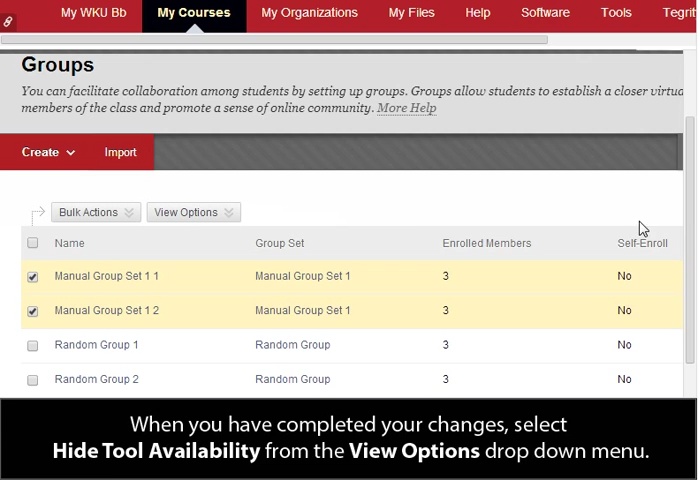 My WKU Bb My Courses My Organizations My Files Help Software Tools Tegrit
Groups
You can facilitate collaboration among students by setting up groups. Groups allow students to establish a closer virtua
members of the class and promote a sense of online community. More Help
Create Import
Bulk Actions View Options
Name Group Set Enrolled Members Self-Enroll
Manual Group Set 1 1 Manual Group Set 1 3 No
Manual Group Set 1 2 Manual Group Set 1 3 No
Random Group 1 Random Group 3 No
Random Group 2 Random Group 3 No
When you have completed your changes, select
Hide Tool Availability from the View Options drop down menu.